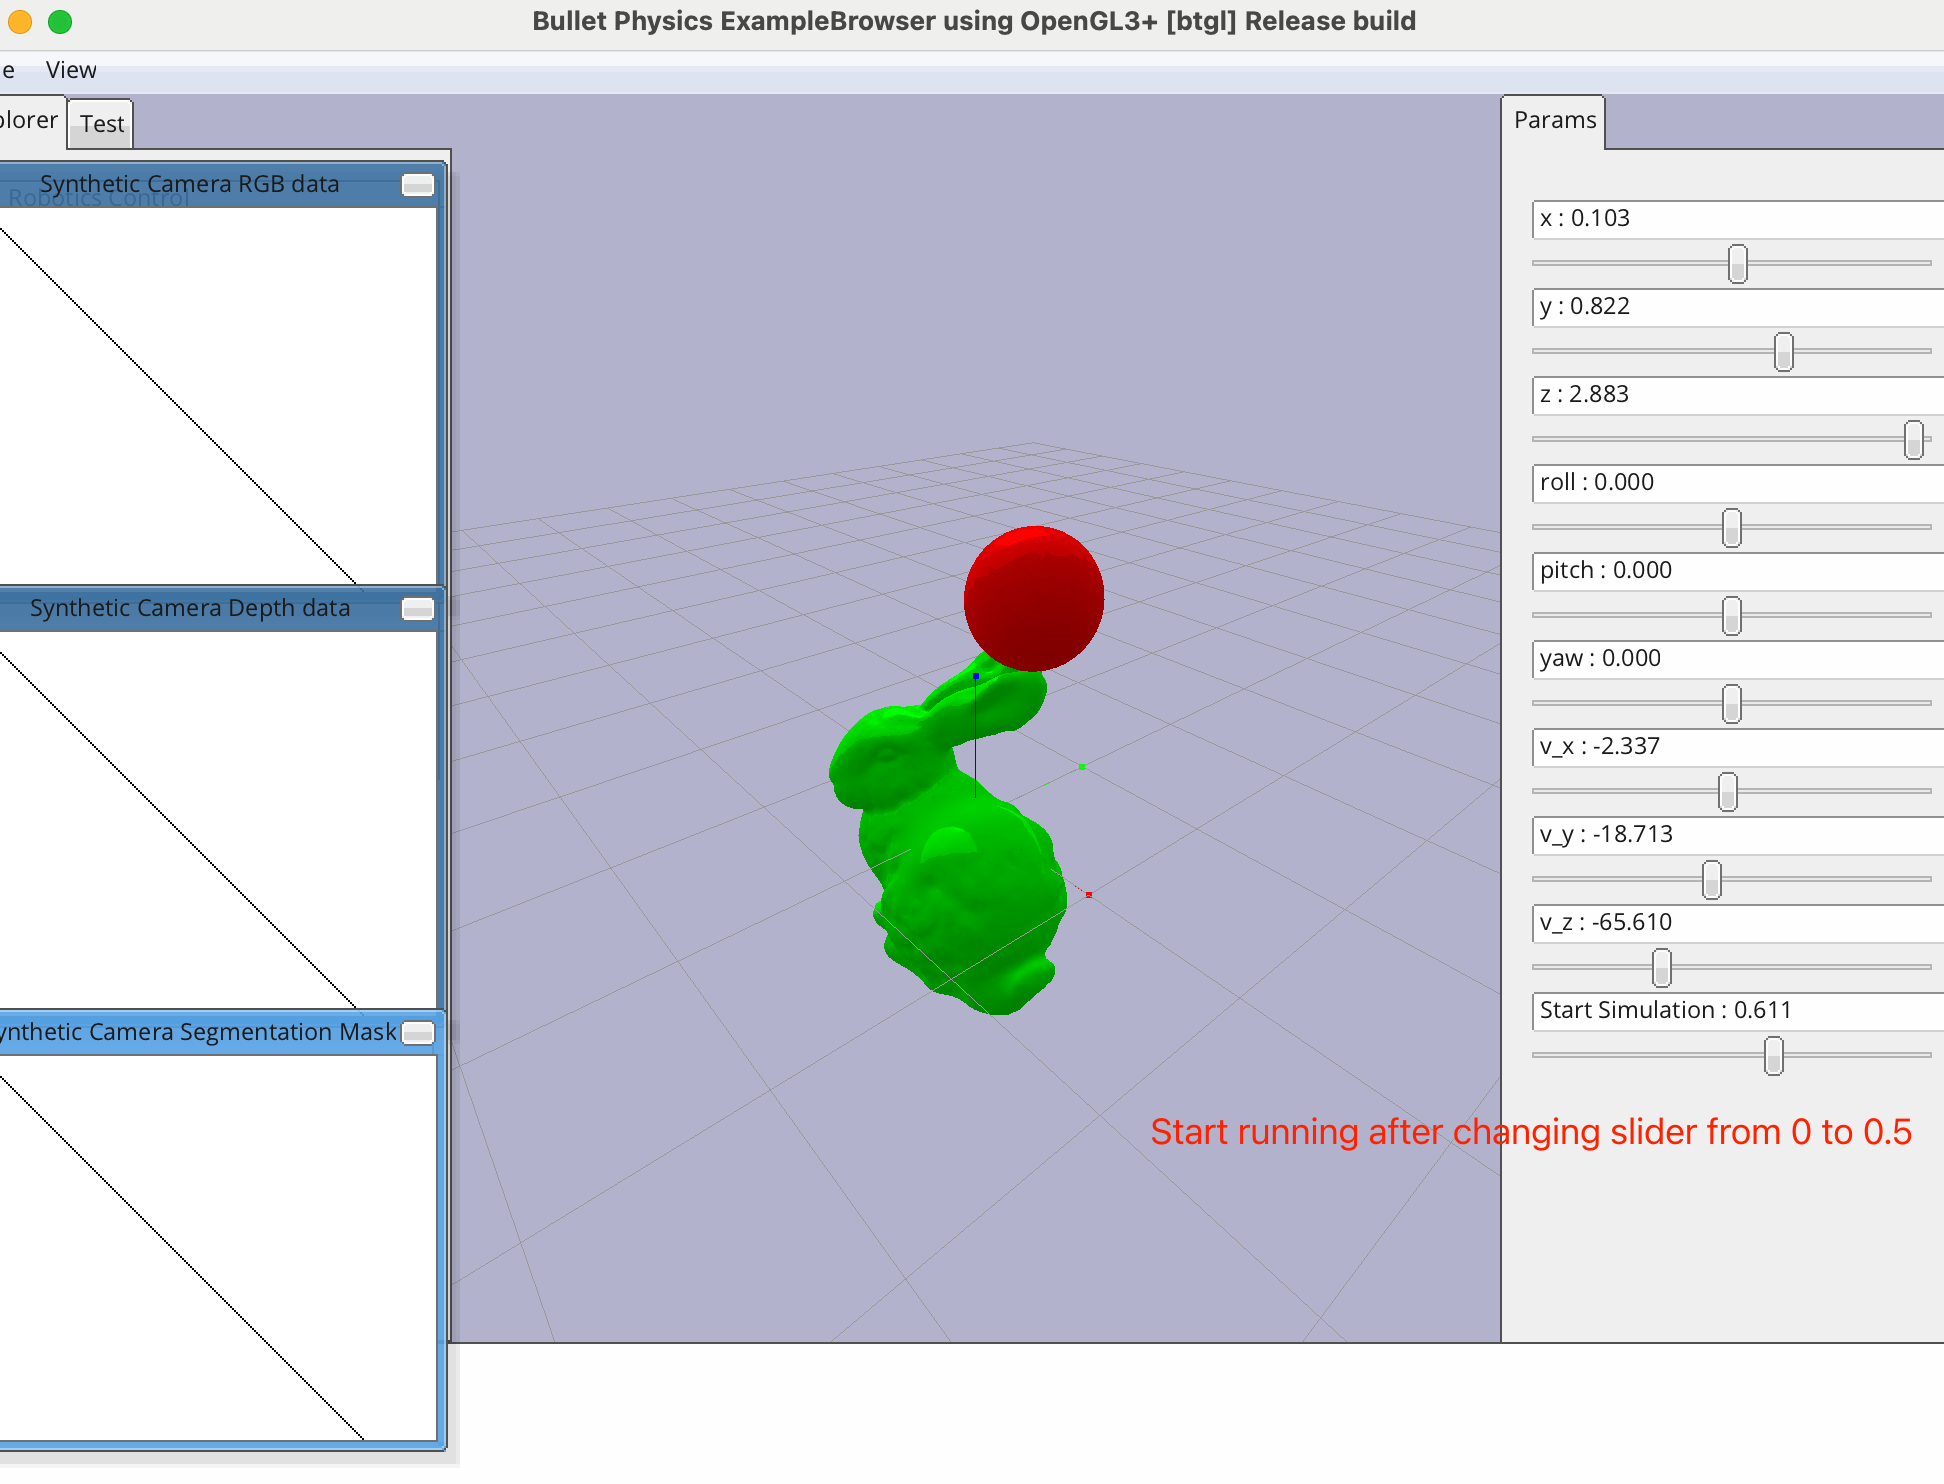 Bullet Physics ExampleBrowser using OpenGL3+ [btgl] Release build
e View
plorer Test
Params
Synthetic Camera RGB data
Robotics Control
x : 0.103
y : 0.822
z : 2.883
roll : 0.000
pitch : 0.000
Synthetic Camera Depth data
yaw : 0.000
v_x : -2.337
v_y : -18.713
v_z : -65.610
Start Simulation : 0.611
ynthetic Camera Segmentation Mask
Start running after changing slider from 0 to 0.5